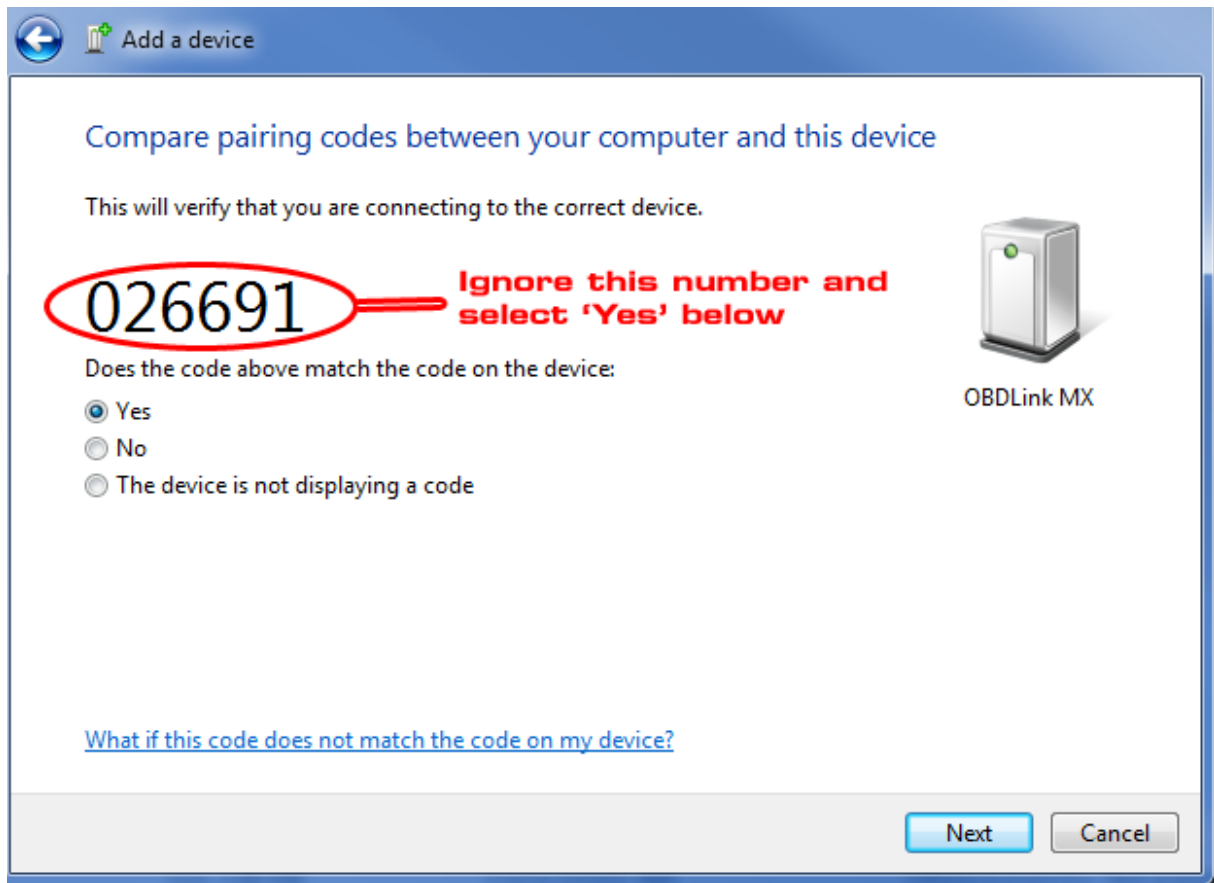 Add a device
Compare pairing codes between your computer and this device
This will verify that you are connecting to the correct device.
026691
Ignore this number and
select ‘Yes’ below
Does the code above match the code on the device:
Yes
No
The device is not displaying a code
OBDLink MX
What if this code does not match the code on my device?
Next
Cancel